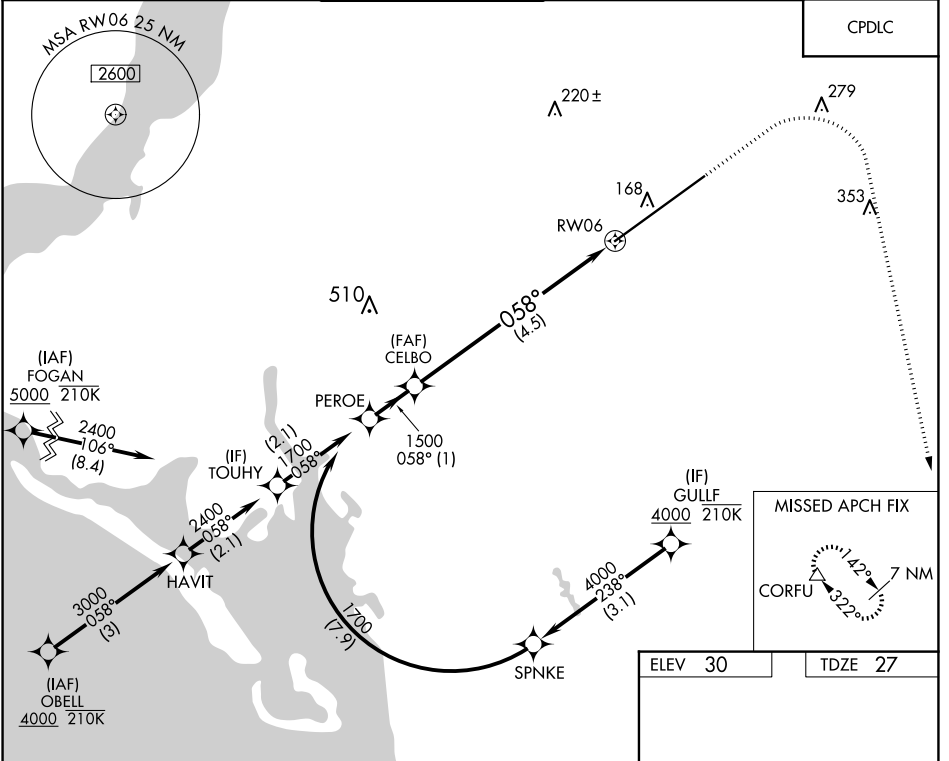 MSA RW06 25 NM
2600
CPDLC
220 ±
279
168
353
RW06
510
058°
(4.5)
(FAF)
CELBO
(IAF)
FOGAN
5000 210K
2400
106°
(8.4)
PEROE
1500
058° (1)
(2.1)
1700
058°
(IF)
TOUHY
(IF)
GULLF
4000 210K
2400
058°
(2.1)
HAVIT
4000
238°
(3.1)
3000
058°
(3)
1700
(7.9)
SPNKE
(IAF)
OBELL
4000 210K
MISSED APCH FIX
CORFU
142°
322°
7 NM
ELEV 30
TDZE 27